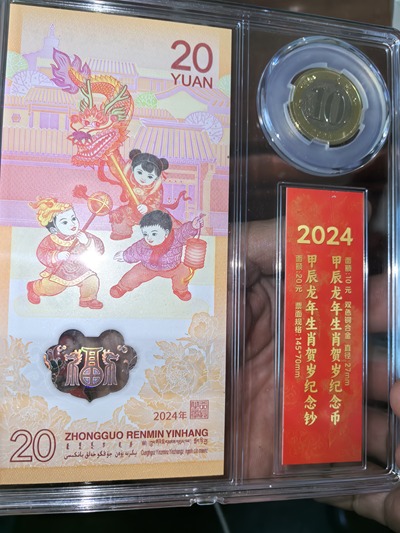 20
YUAN
10
福
2024年
20 ZHONGGUO RENMIN YINHANG
2024
甲辰龙年生肖贺岁纪念币
面额:10元 双色铜合金 直径:27mm
甲辰龙年生肖贺岁纪念钞
面额:20元 票面规格:145*70mm